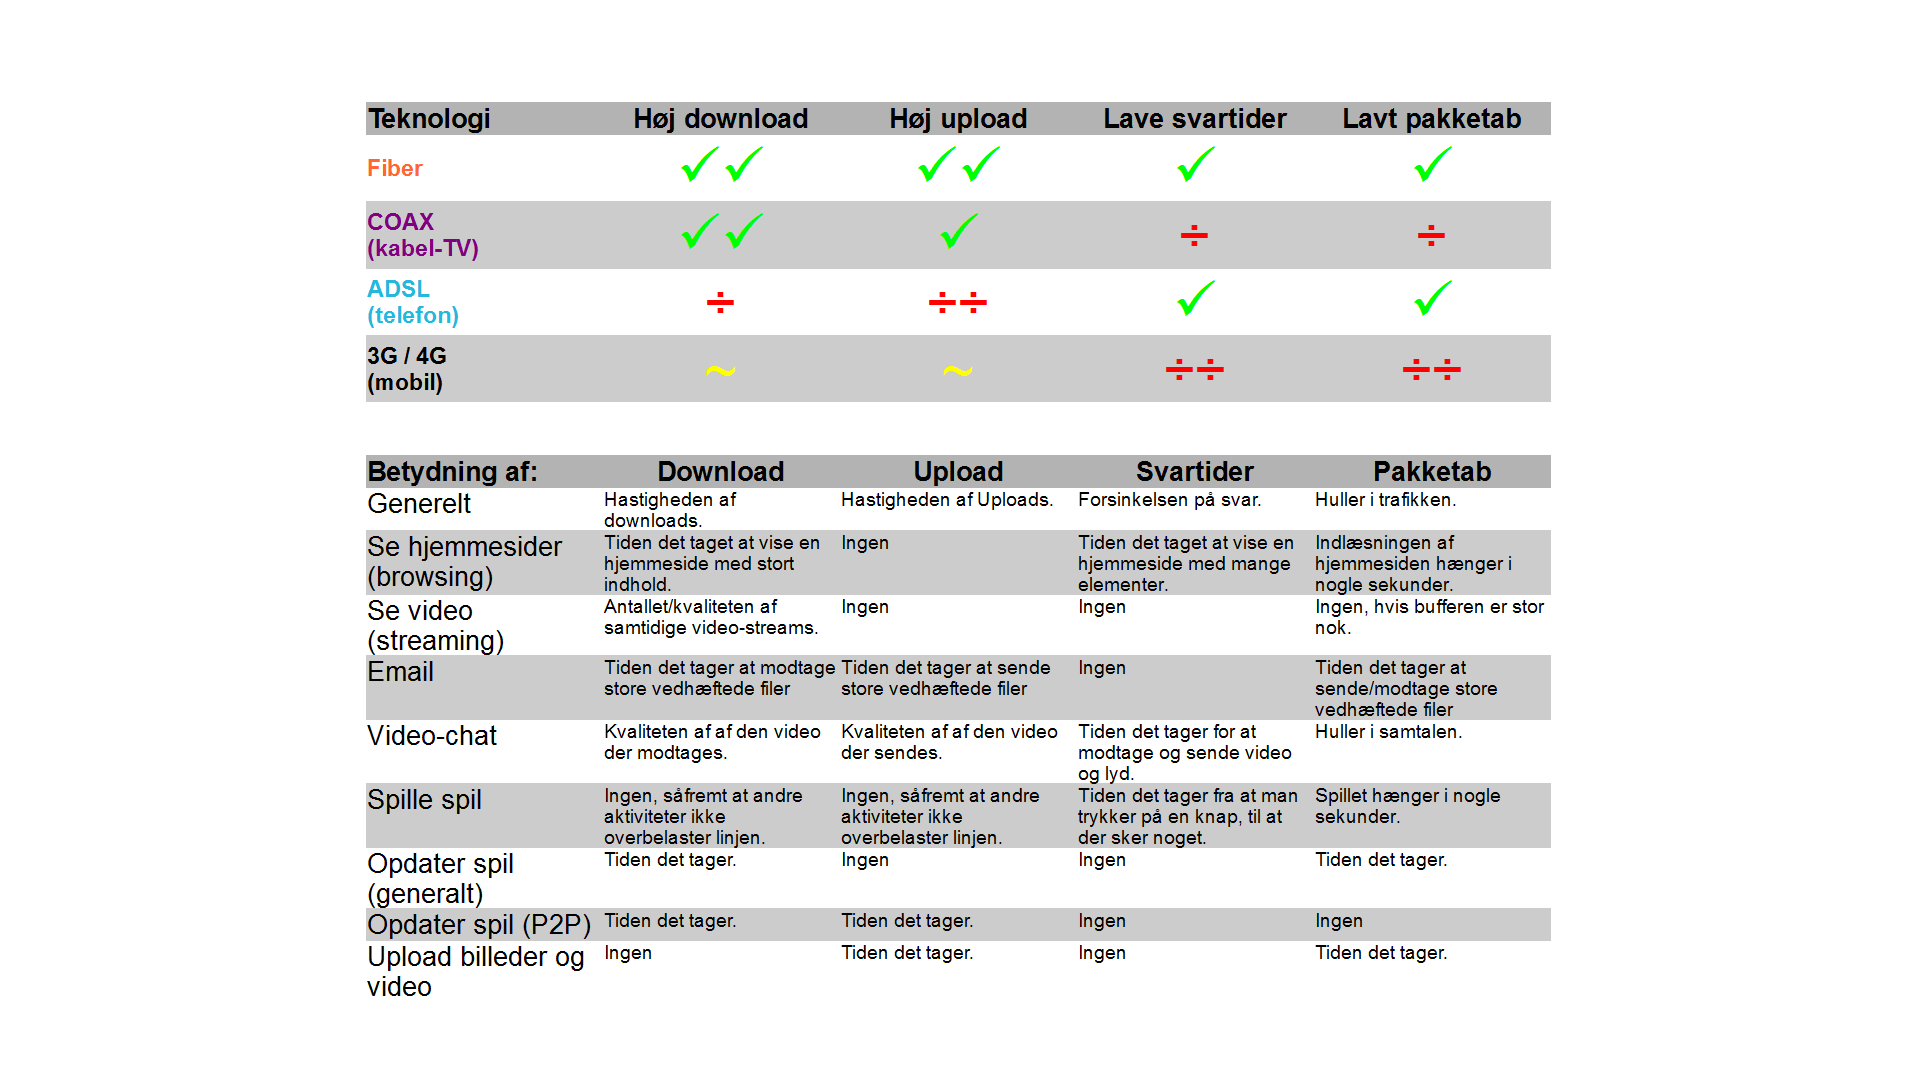 Teknologi Høj download Høj upload Lave svartider Lavt pakketab
Fiber ✓✓ ✓✓ ✓ ✓
COAX
(kabel-TV) ✓✓ ✓ ÷ ÷
ADSL
(telefon) ÷ ÷÷ ✓ ✓
3G / 4G
(mobil) ~ ~ ÷÷ ÷÷
Betydning af: Download Upload Svartider Pakketab
Generelt Hastigheden af Hastigheden af Uploads. Forsinkelsen på svar. Huller i trafikken.
downloads.
Se hjemmesider Tiden det taget at vise en Ingen Tiden det taget at vise en Indlæsningen af
(browsing) hjemmeside med stort hjemmeside med mange hjemmesiden hænger i
indhold. elementer. nogle sekunder.
Se video Antallet/kvaliteten af Ingen Ingen Ingen, hvis bufferen er stor
(streaming) samtidige video-streams. nok.
Email Tiden det tager at modtage Tiden det tager at sende Ingen Tiden det tager at
store vedhæftede filer store vedhæftede filer sende/modtage store
vedhæftede filer
Video-chat Kvaliteten af af den video Kvaliteten af af den video Tiden det tager for at Huller i samtalen.
der modtages. der sendes. modtage og sende video
og lyd.
Spille spil Ingen, såfremt at andre Ingen, såfremt at andre Tiden det tager fra at man Spillet hænger i nogle
aktiviteter ikke aktiviteter ikke trykker på en knap, til at sekunder.
overbelaster linjen. overbelaster linjen. der sker noget.
Opdater spil Tiden det tager. Ingen Ingen Tiden det tager.
(generalt)
Opdater spil (P2P) Tiden det tager. Tiden det tager. Ingen Ingen
Upload billeder og Ingen Tiden det tager. Ingen Tiden det tager.
video